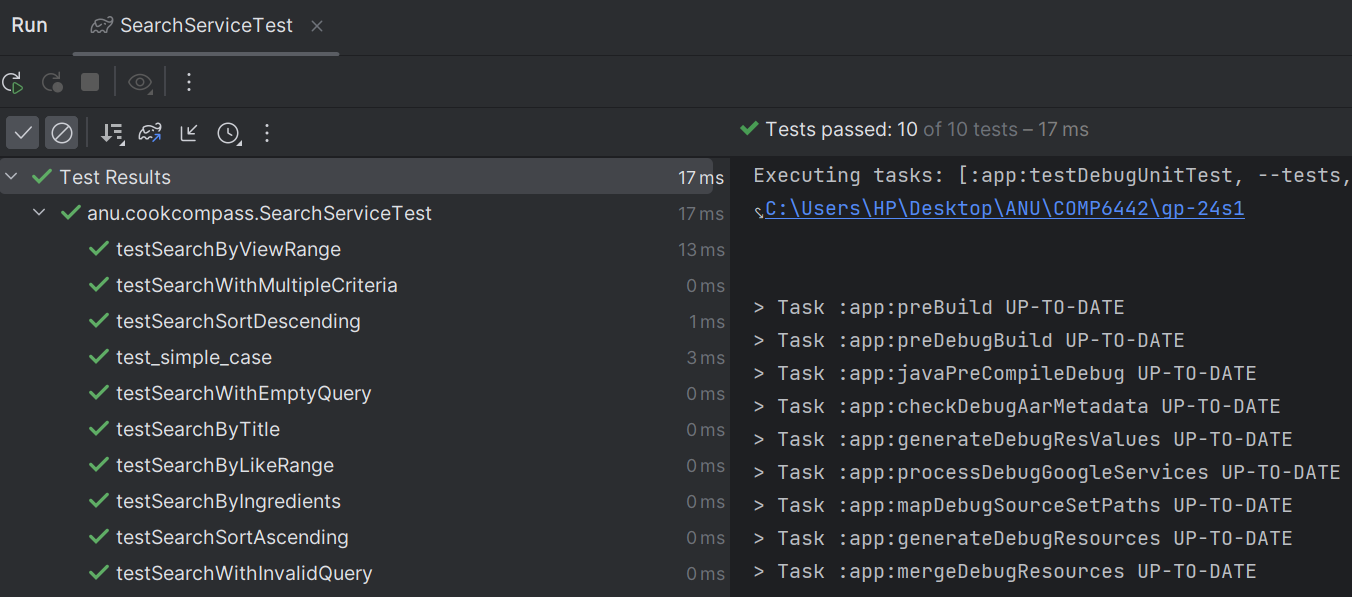 Run SearchServiceTest
Tests passed: 10 of 10 tests – 17 ms
Test Results 17 ms
anu.cookcompass.SearchServiceTest 17 ms
testSearchByViewRange 13 ms
testSearchWithMultipleCriteria 0 ms
testSearchSortDescending 1 ms
test_simple_case 3 ms
testSearchWithEmptyQuery 0 ms
testSearchByTitle 0 ms
testSearchByLikeRange 0 ms
testSearchByIngredients 0 ms
testSearchSortAscending 0 ms
testSearchWithInvalidQuery 0 ms
Executing tasks: [:app:testDebugUnitTest, --tests,
C:\Users\HP\Desktop\ANU\COMP6442\gp-24s1
> Task :app:preBuild UP-TO-DATE
> Task :app:preDebugBuild UP-TO-DATE
> Task :app:javaPreCompileDebug UP-TO-DATE
> Task :app:checkDebugAarMetadata UP-TO-DATE
> Task :app:generateDebugResValues UP-TO-DATE
> Task :app:processDebugGoogleServices UP-TO-DATE
> Task :app:mapDebugSourceSetPaths UP-TO-DATE
> Task :app:generateDebugResources UP-TO-DATE
> Task :app:mergeDebugResources UP-TO-DATE